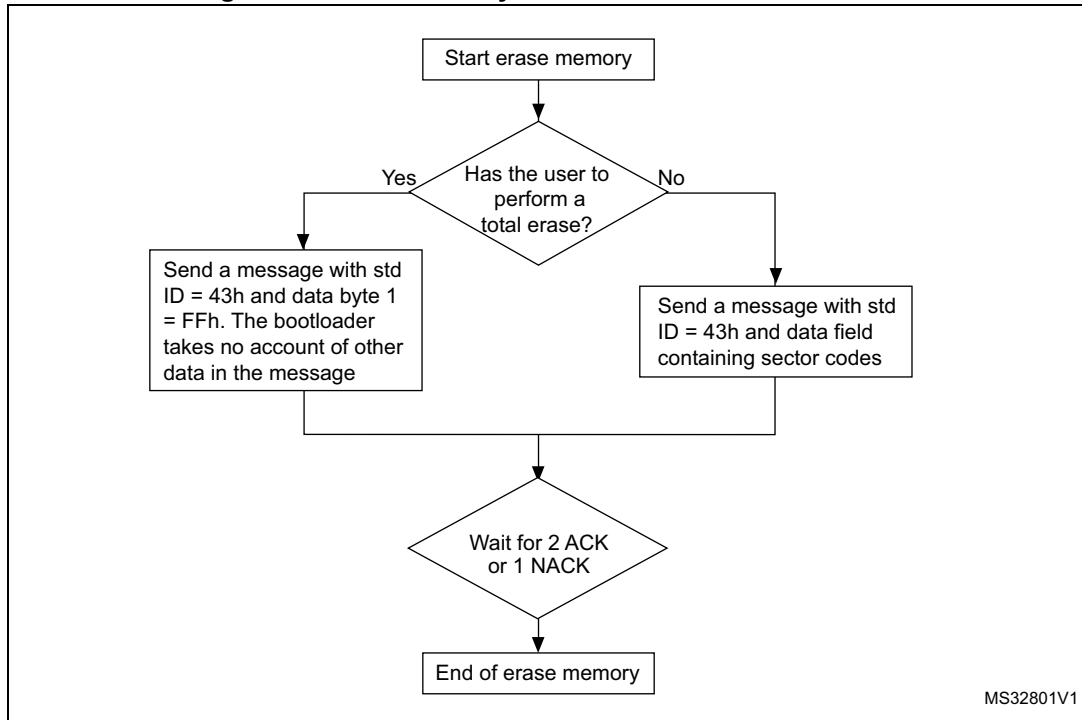 Start erase memory
Yes
Has the user to
perform a
total erase?
No
Send a message with std
ID = 43h and data byte 1
= FFh. The bootloader
takes no account of other
data in the message
Send a message with std
ID = 43h and data field
containing sector codes
Wait for 2 ACK
or 1 NACK
End of erase memory
MS32801V1